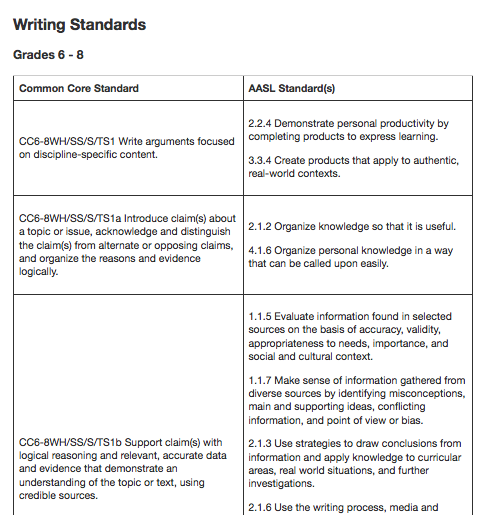 Writing Standards
Grades 6 - 8
Common Core Standard
AASL Standard(s)
CC6-8WH/SS/S/TS1 Write arguments focused
on discipline-specific content.
2.2.4 Demonstrate personal productivity by
completing products to express learning.
3.3.4 Create products that apply to authentic,
real-world contexts.
CC6-8WH/SS/S/TS1a Introduce claim(s) about
a topic or issue, acknowledge and distinguish
the claim(s) from alternate or opposing claims,
and organize the reasons and evidence
logically.
2.1.2 Organize knowledge so that it is useful.
4.1.6 Organize personal knowledge in a way
that can be called upon easily.
CC6-8WH/SS/S/TS1b Support claim(s) with
logical reasoning and relevant, accurate data
and evidence that demonstrate an
understanding of the topic or text, using
credible sources.
1.1.5 Evaluate information found in selected
sources on the basis of accuracy, validity,
appropriateness to needs, importance, and
social and cultural context.
1.1.7 Make sense of information gathered from
diverse sources by identifying misconceptions,
main and supporting ideas, conflicting
information, and point of view or bias.
2.1.3 Use strategies to draw conclusions from
information and apply knowledge to curricular
areas, real world situations, and further
investigations.
2.1.6 Use the writing process, media and